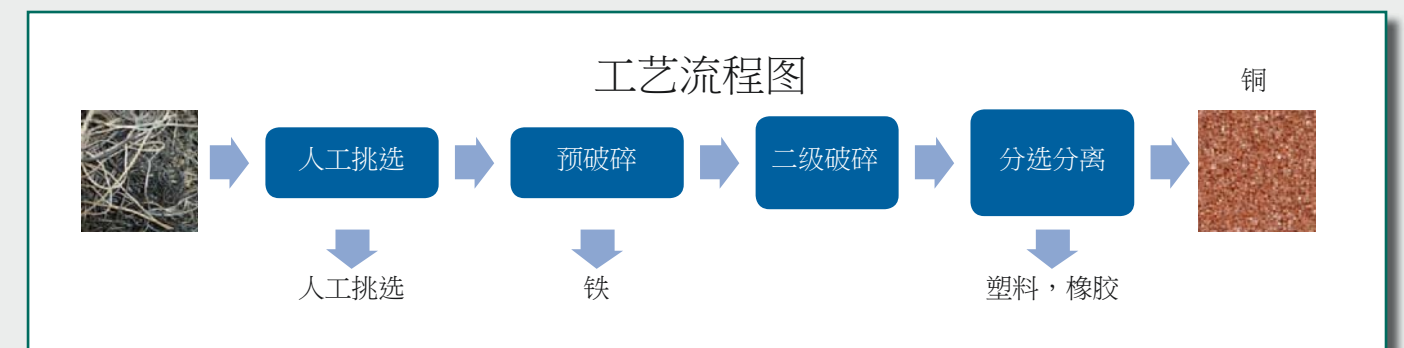 工艺流程图
铜
人工挑选
预破碎
二级破碎
分选分离
人工挑选
铁
塑料，橡胶